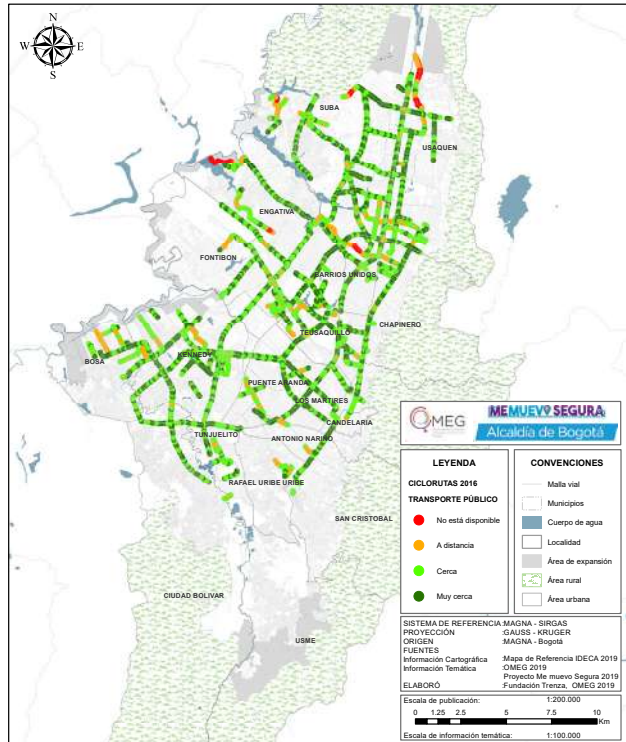 N
W E
S
SUBA
USAQUEN
ENGATIVA
FONTIBON
BARRIOS UNIDOS
CHAPINERO
TEUSAQUILLO
BOSA
KENNEDY
PUENTE ARANDA
LOS MARTIRES
CANDELARIA
TUNJUELITO
ANTONIO NARIÑO
RAFAEL URIBE URIBE
SAN CRISTOBAL
CIUDAD BOLIVAR
USME
OMEG
MEMUEVO SEGURA
Alcaldía de Bogotá
LEYENDA
CICLORUTAS 2016
TRANSPORTE PÚBLICO
No está disponible
A distancia
Cerca
Muy cerca
CONVENCIONES
Malla vial
Municipios
Cuerpo de agua
Localidad
Área de expansión
Área rural
Área urbana
SISTEMA DE REFERENCIA :MAGNA - SIRGAS
PROYECCIÓN :GAUSS - KRUGER
ORIGEN :MAGNA - Bogotá
FUENTES
Información Cartográfica :Mapa de Referencia IDECA 2019
Información Temática :OMEG 2019
Proyecto Me muevo Segura 2019
ELABORÓ :Fundación Trenza, OMEG 2019
Escala de publicación: 1:200.000
0 1.25 2.5 5 7.5 10
Km
Escala de información temática: 1:100.000